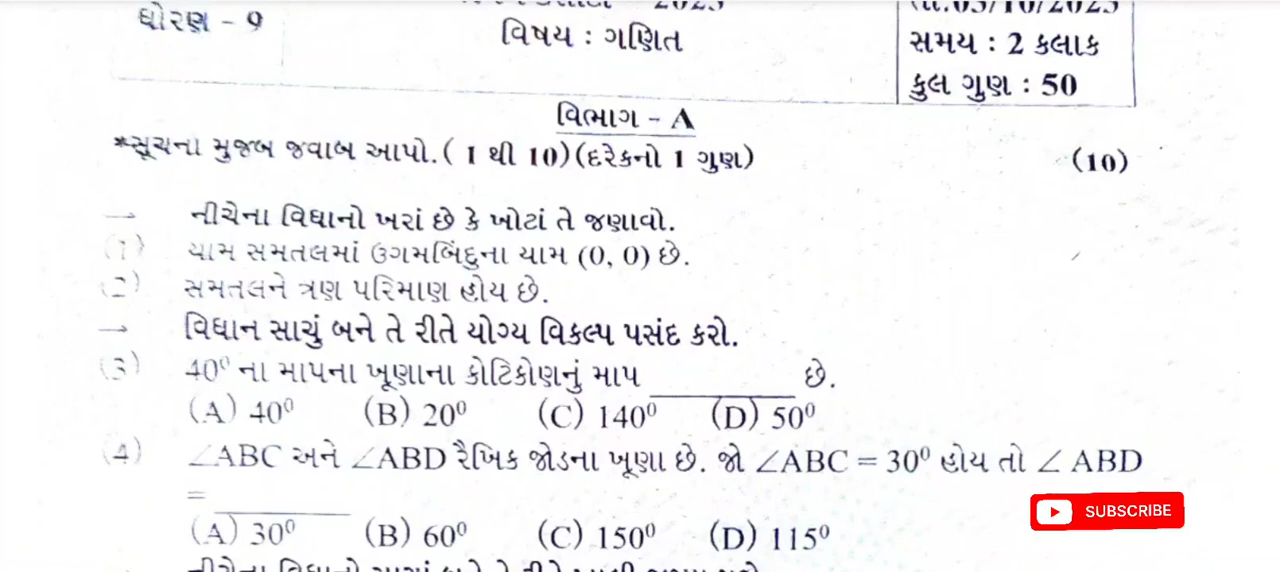 ધોરણ - 9
વિષય : ગણિત
સમય : 2 કલાક
કુલ ગુણ : 50
વિભાગ - A
*સૂચના મુજબ જવાબ આપો.( 1 થી 10)(દરેકનો 1 ગુણ) (10)
→ નીચેના વિધાનો ખરાં છે કે ખોટાં તે જણાવો.
(1) યામ સમતલમાં ઉગમબિંદુના યામ (0, 0) છે.
(2) સમતલને ત્રણ પરિમાણ હોય છે.
→ વિધાન સાચું બને તે રીતે યોગ્ય વિકલ્પ પસંદ કરો.
(3) 40⁰ ના માપના ખૂણાના કોટિકોણનું માપ __________ છે.
(A) 40⁰ (B) 20⁰ (C) 140⁰ (D) 50⁰
(4) ∠ABC અને ∠ABD રૈખિક જોડના ખૂણા છે. જો ∠ABC = 30⁰ હોય તો ∠ ABD
= __________
(A) 30⁰ (B) 60⁰ (C) 150⁰ (D) 115⁰
SUBSCRIBE